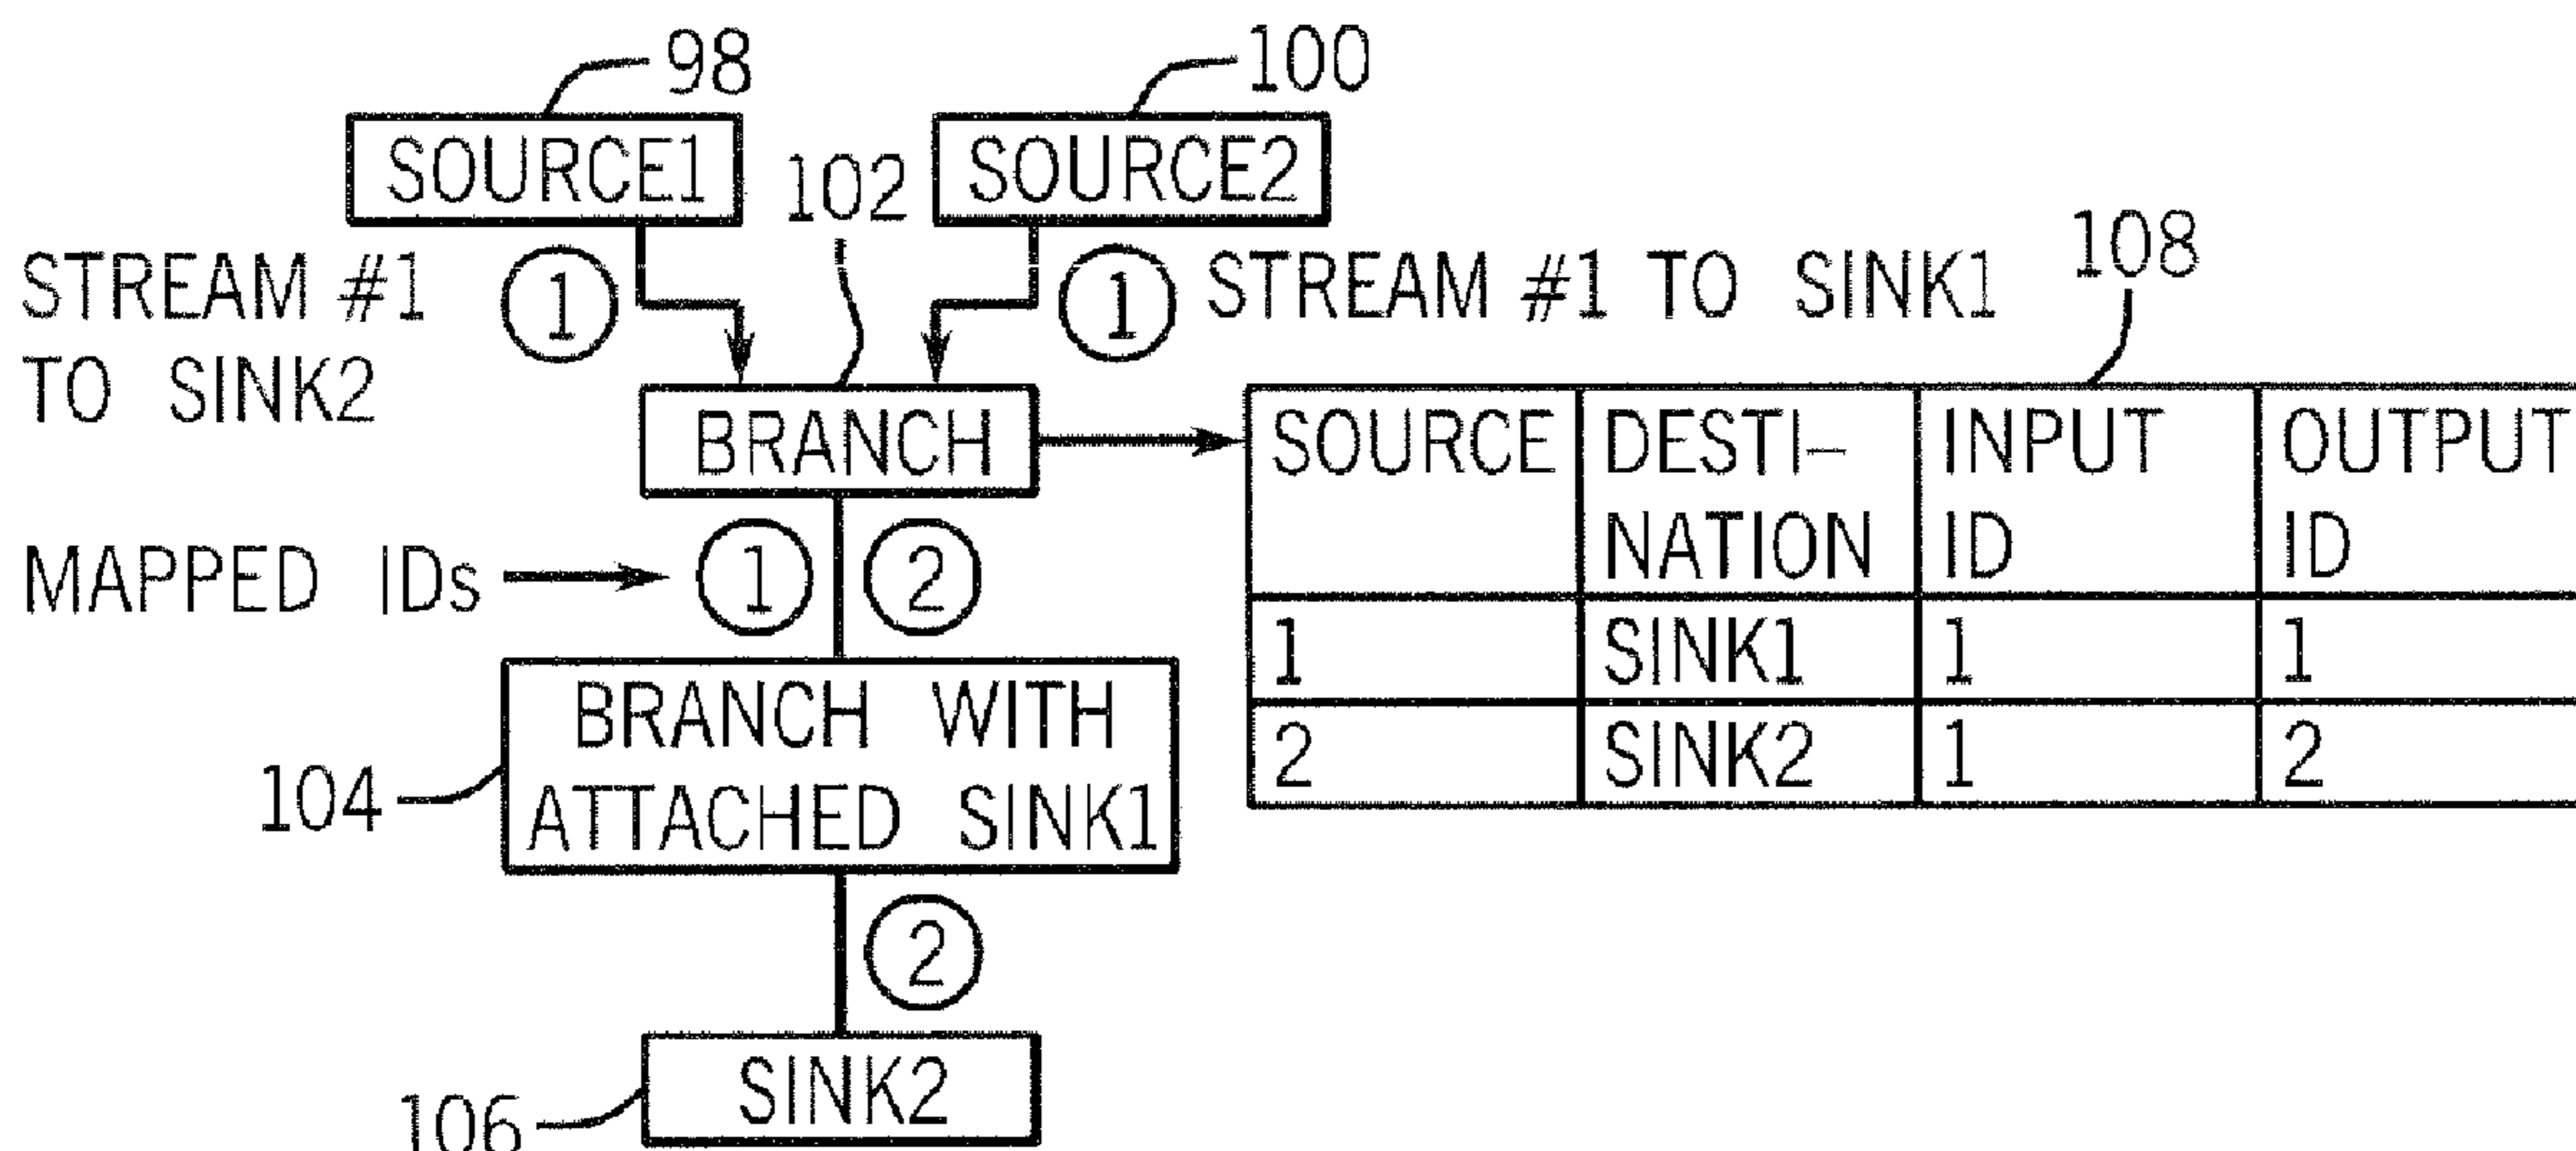 98
100
SOURCE1
SOURCE2
102
108
STREAM #1
TO SINK2
1
1
STREAM #1 TO SINK1
BRANCH
SOURCE
DESTI–
NATION
INPUT
ID
OUTPUT
ID
MAPPED IDs
1
2
1
SINK1
1
1
2
SINK2
1
2
BRANCH WITH
ATTACHED SINK1
104
2
SINK2
106